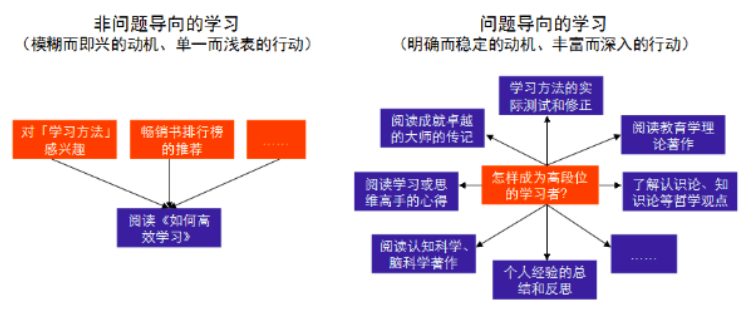 非问题导向的学习
（模糊而即兴的动机、单一而浅表的行动）
对「学习方法」
感兴趣
畅销书排行榜
的推荐
……
阅读《如何高
效学习》
问题导向的学习
（明确而稳定的动机、丰富而深入的行动）
学习方法的实
际测试和修正
阅读成就卓越
的大师的传记
阅读教育学理
论著作
阅读学习或思
维高手的心得
怎样成为高段位
的学习者?
了解认识论、知
识论等哲学观点
阅读认知科学、
脑科学著作
个人经验的总
结和反思
……